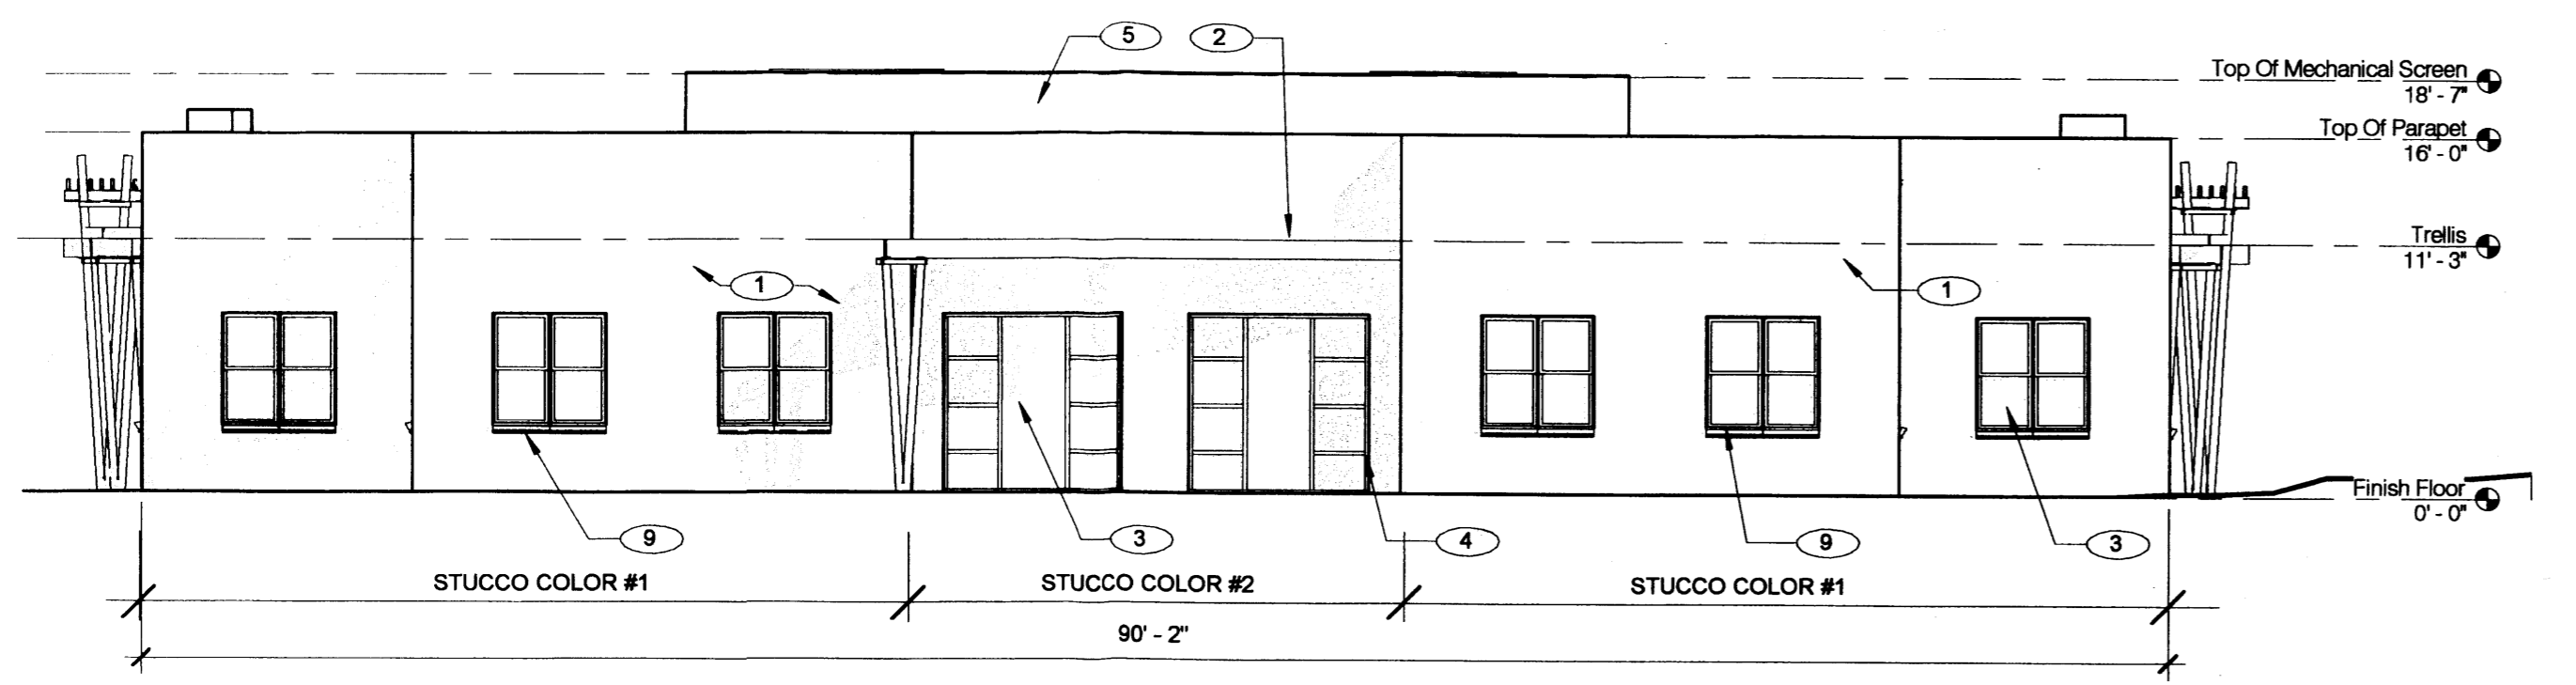 5
2
Top Of Mechanical Screen
18' - 7"
Top Of Parapet
16' - 0"
Trellis
11' - 3"
1
1
Finish Floor
0' - 0"
9
3
4
9
3
STUCCO COLOR #1
STUCCO COLOR #2
STUCCO COLOR #1
90' - 2"